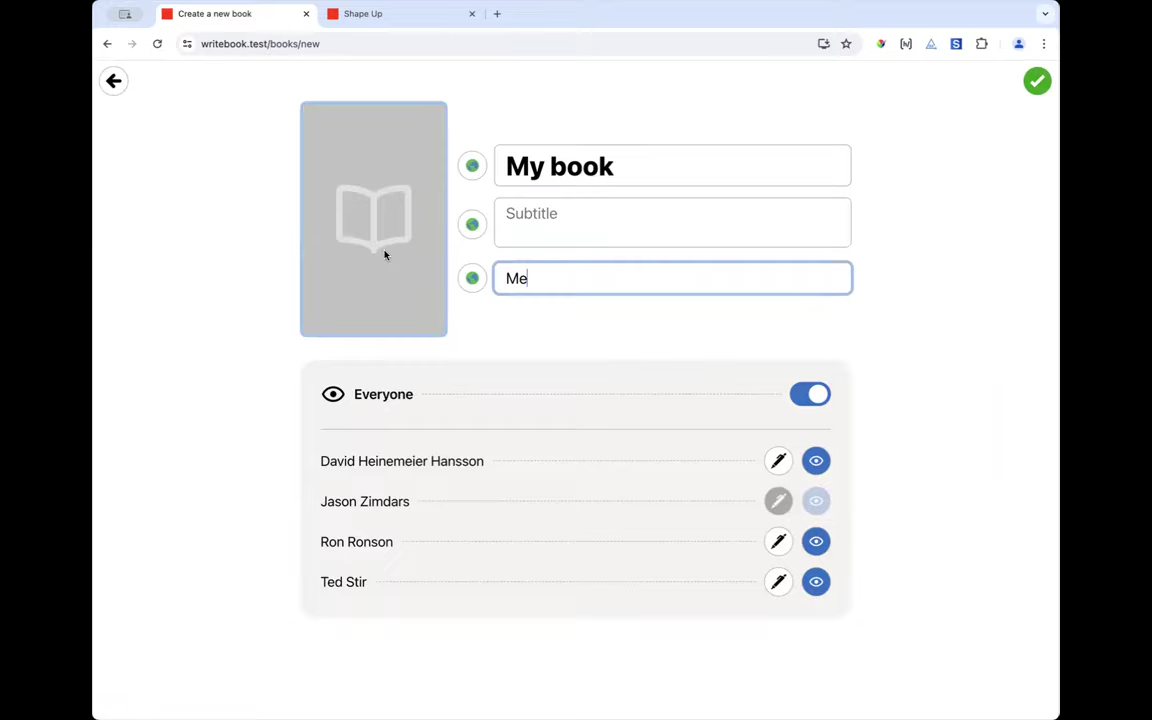 Create a new book
Shape Up
writebook.test/books/new
My book
Subtitle
Me
Everyone
David Heinemeier Hansson
Jason Zimdars
Ron Ronson
Ted Stir